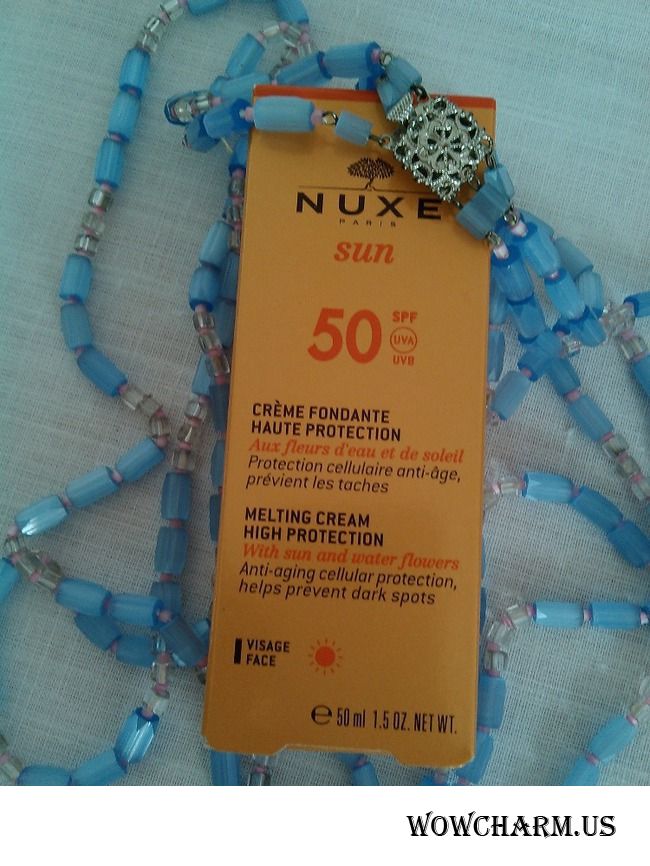 NUXE
PARIS
sun
50 SPF
UVA
UVB
CRÈME FONDANTE
HAUTE PROTECTION
Aux fleurs d'eau et de soleil
Protection cellulaire anti-âge,
prévient les taches
MELTING CREAM
HIGH PROTECTION
With sun and water flowers
Anti-aging cellular protection,
helps prevent dark spots
VISAGE
FACE
℮ 50 ml 1.5 OZ. NET WT.
WOWCHARM.US